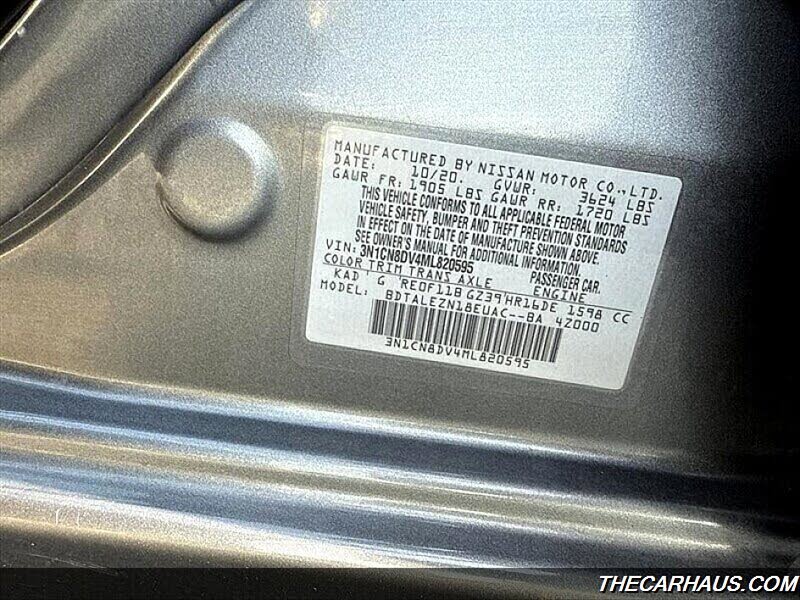 MANUFACTURED BY NISSAN MOTOR CO.,LTD.
DATE: 10/20. GVWR: 3624 LBS
GAWR FR: 1905 LBS GAWR RR: 1720 LBS
THIS VEHICLE CONFORMS TO ALL APPLICABLE FEDERAL MOTOR
VEHICLE SAFETY, BUMPER AND THEFT PREVENTION STANDARDS
IN EFFECT ON THE DATE OF MANUFACTURE SHOWN ABOVE.
SEE OWNER'S MANUAL FOR ADDITIONAL INFORMATION.
VIN: 3N1CN8DV4ML820595 PASSENGER CAR.
COLOR TRIM TRANS AXLE ENGINE
KAD' G 'RE0F11B GZ39'HR16DE 1598 CC
MODEL: BDTALEZN18EUAC--BA 4Z000
3N1CN8DV4ML820595
THECARHAUS.COM